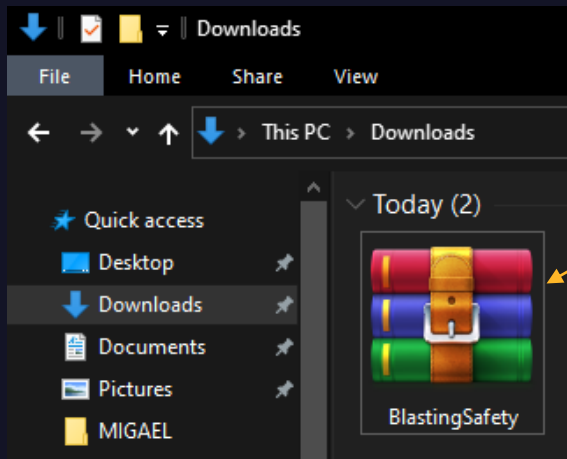 Downloads
File Home Share View
This PC > Downloads
Quick access
Today (2)
Desktop
Downloads
Documents
Pictures
MIGAEL
BlastingSafety